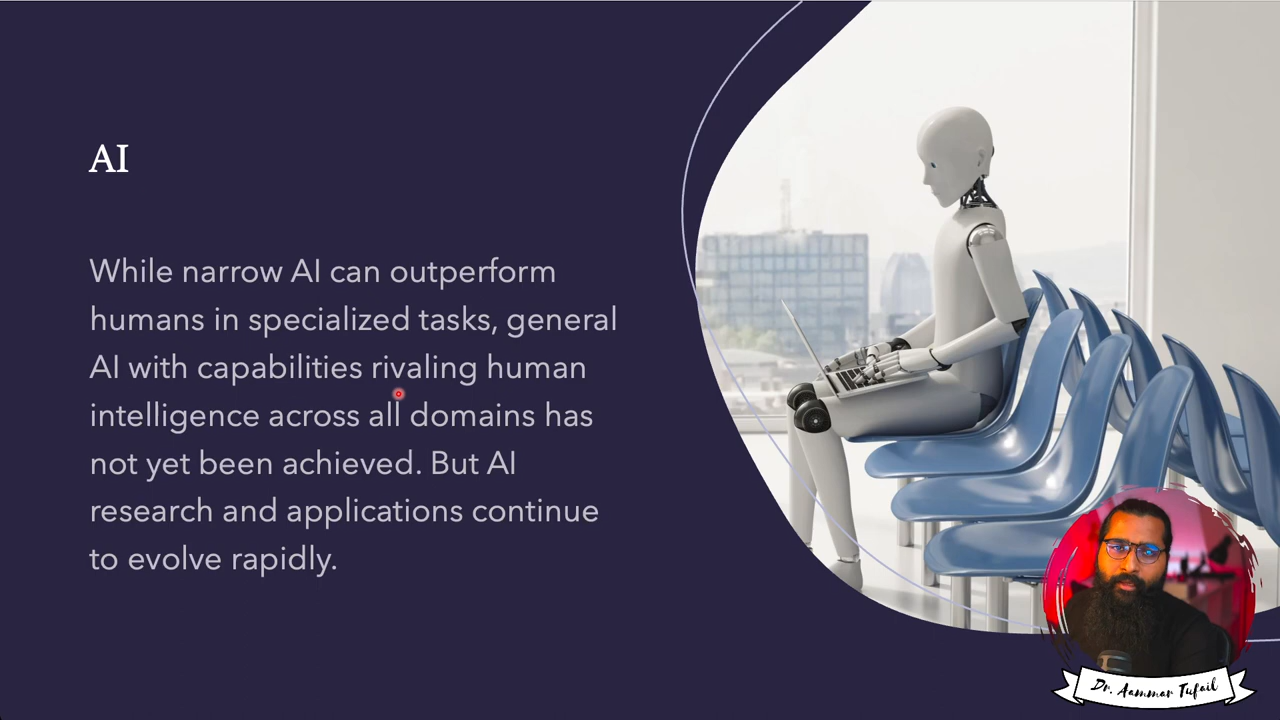 AI
While narrow AI can outperform
humans in specialized tasks, general
AI with capabilities rivaling human
intelligence across all domains has
not yet been achieved. But AI
research and applications continue
to evolve rapidly.
Dr. Aammar Tufail